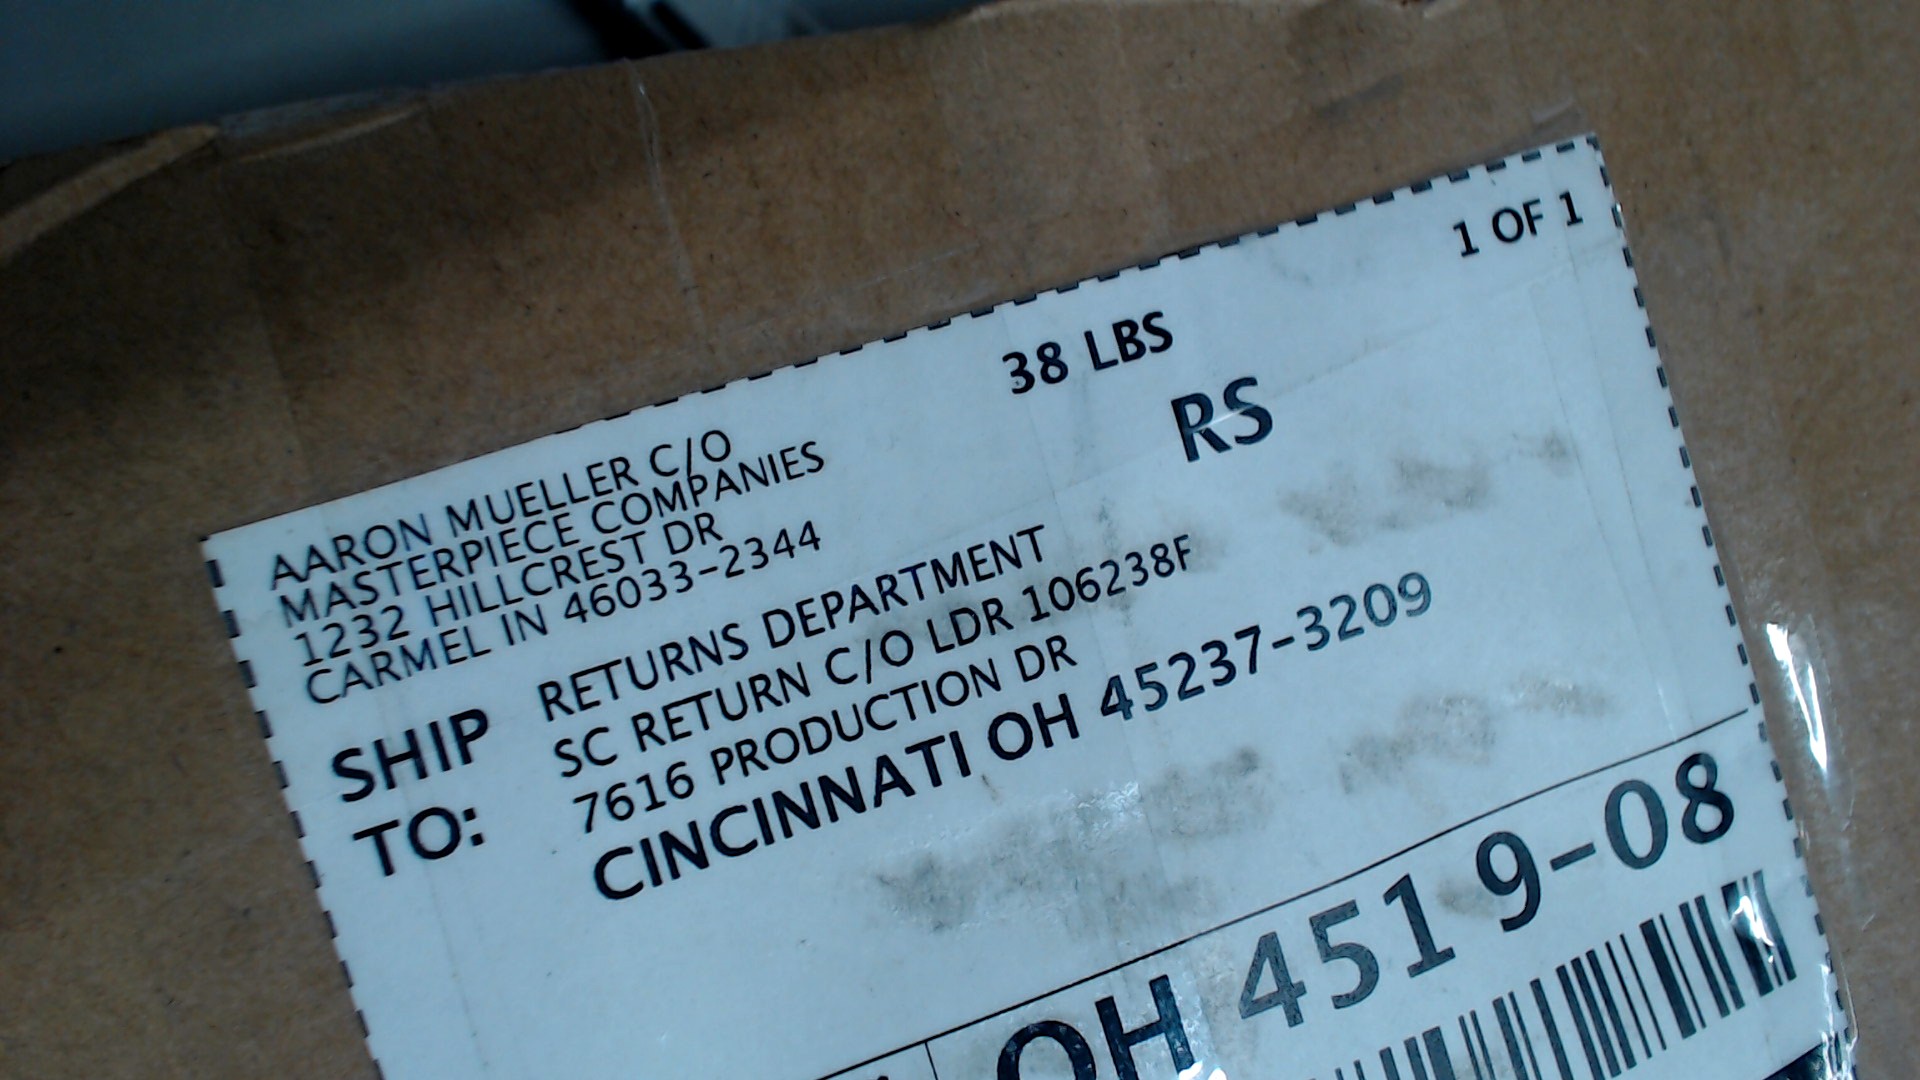 1 OF 1
38 LBS
RS
AARON MUELLER C/O
MASTERPIECE COMPANIES
1232 HILLCREST DR
CARMEL IN 46033-2344
SHIP
TO:
RETURNS DEPARTMENT
SC RETURN C/O LDR 106238F
7616 PRODUCTION DR
CINCINNATI OH 45237-3209
OH 451 9-08